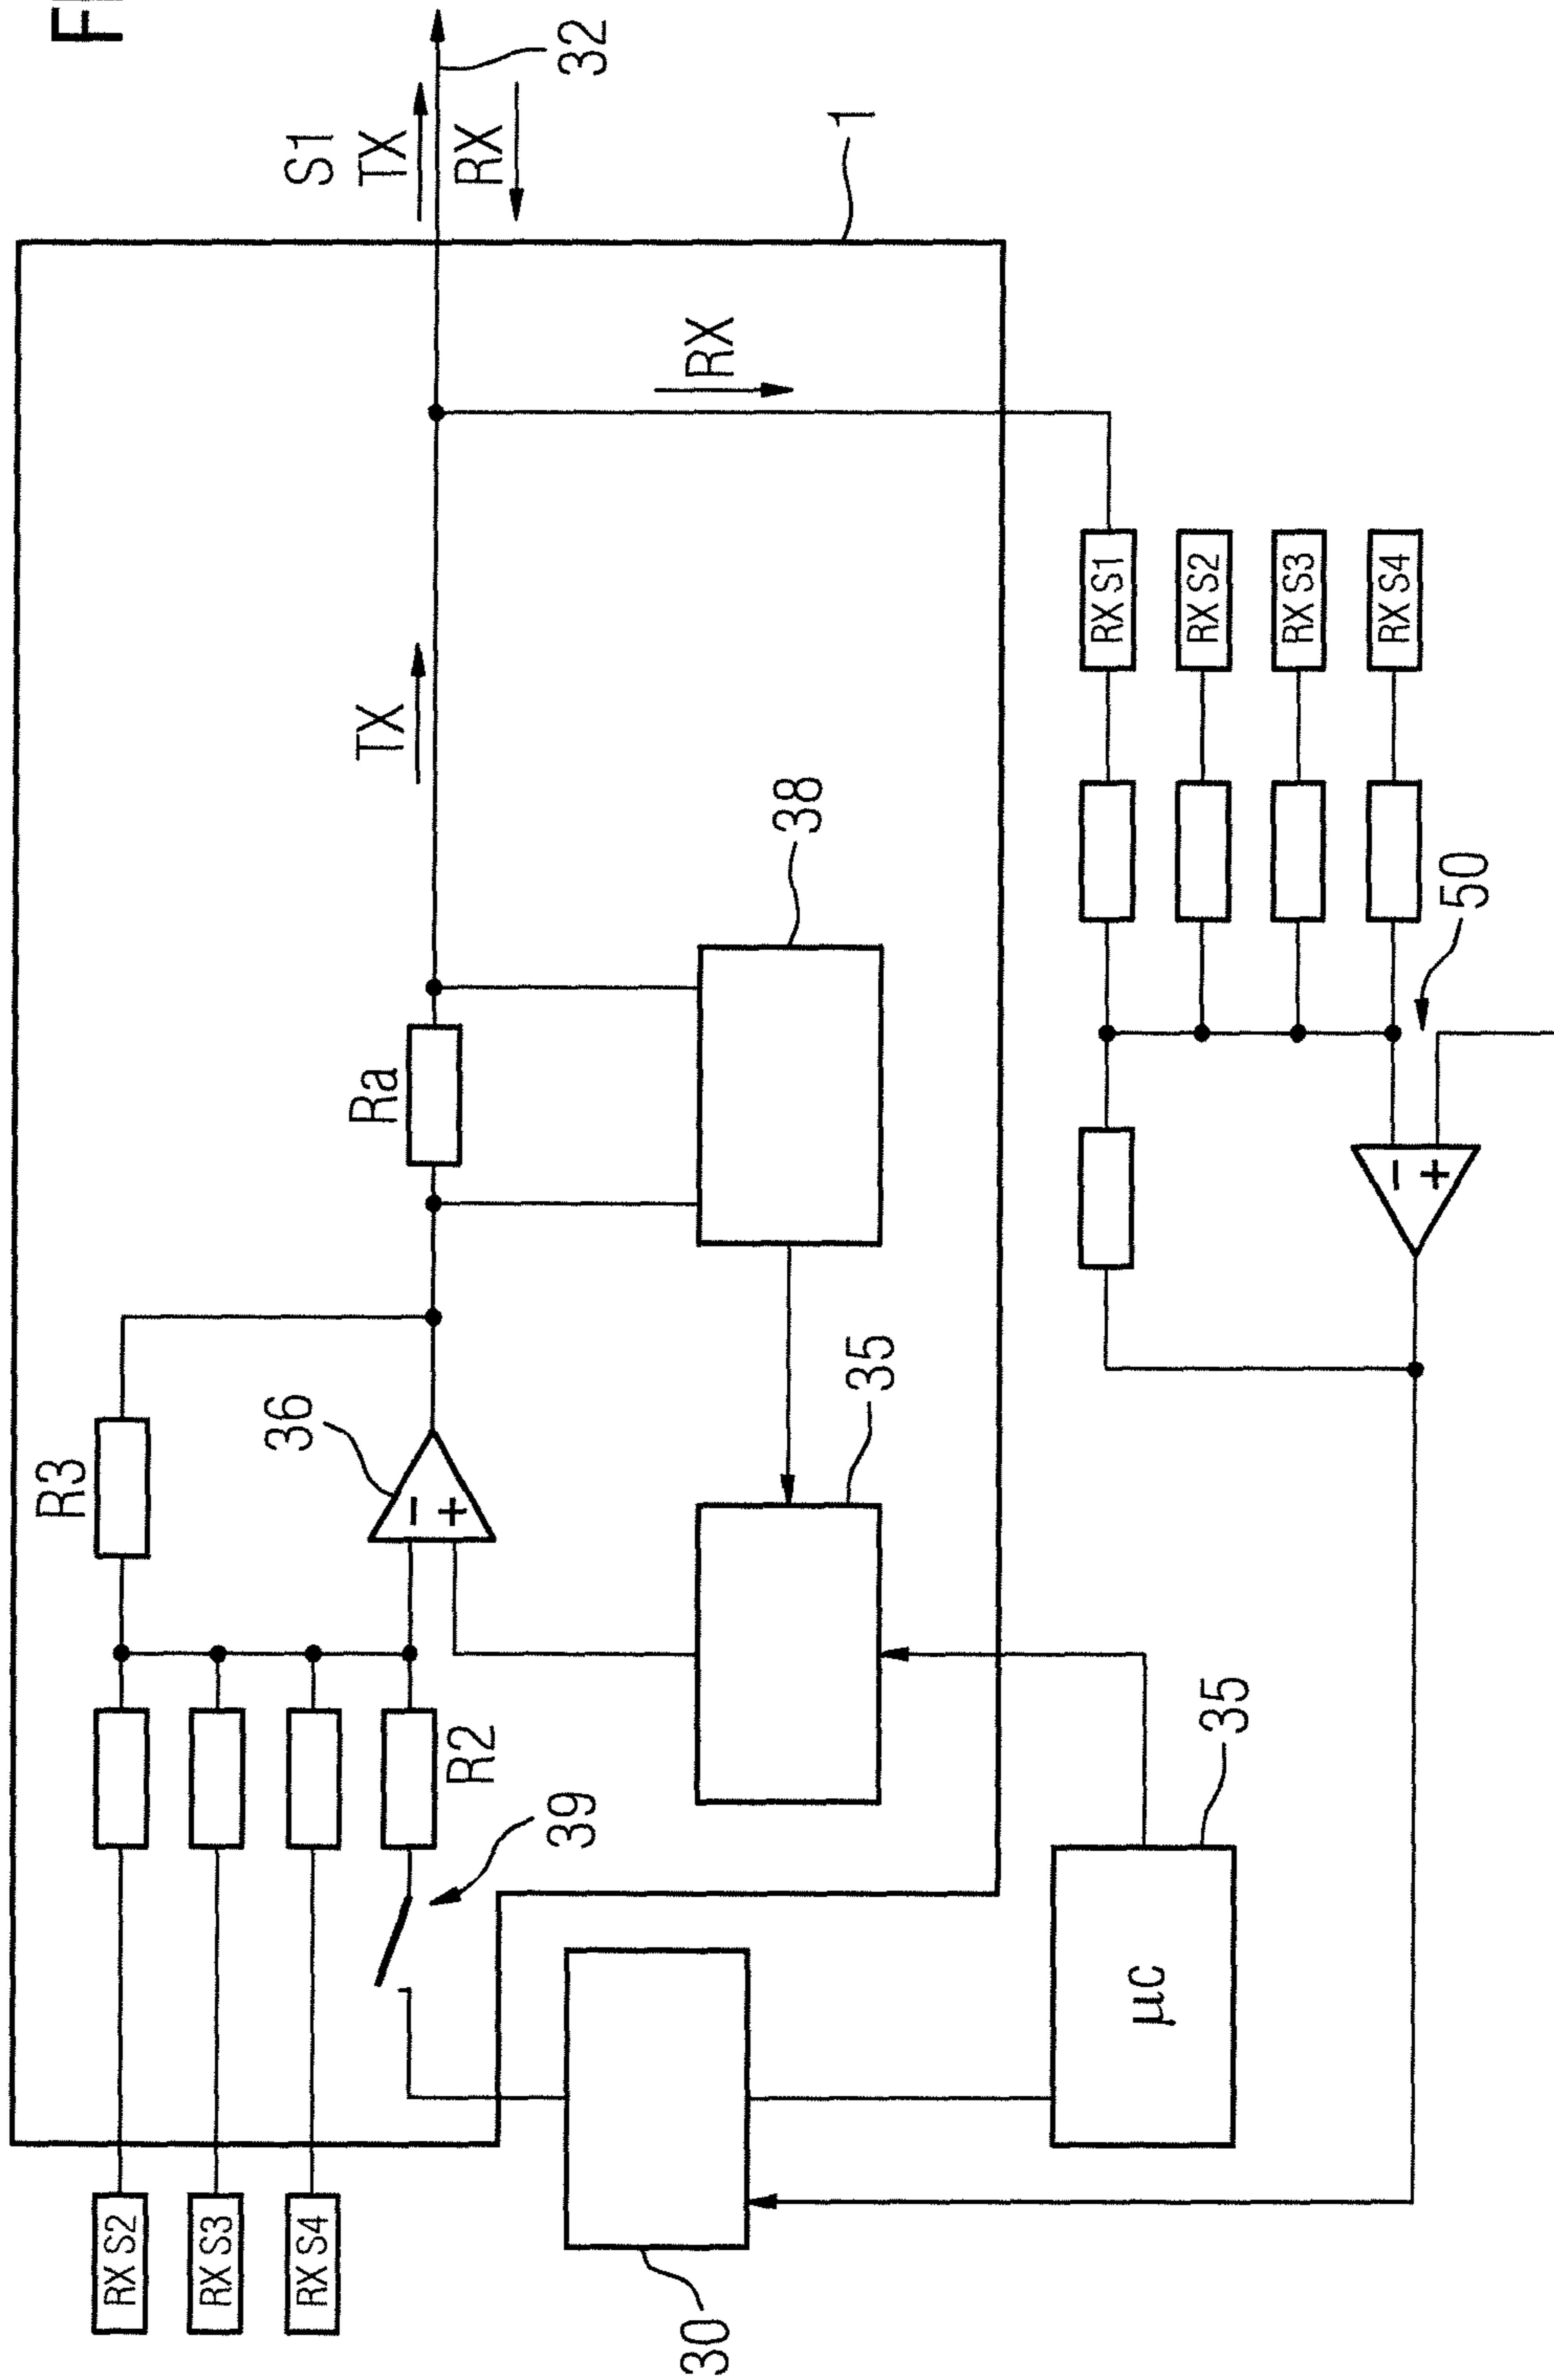 S1
TX
RX
32
1
RX
TX
Ra
38
R3
36
−
+
35
R2
39
RX S2
RX S3
RX S4
30
µc
35
RX S1
RX S2
RX S3
RX S4
50
−
+